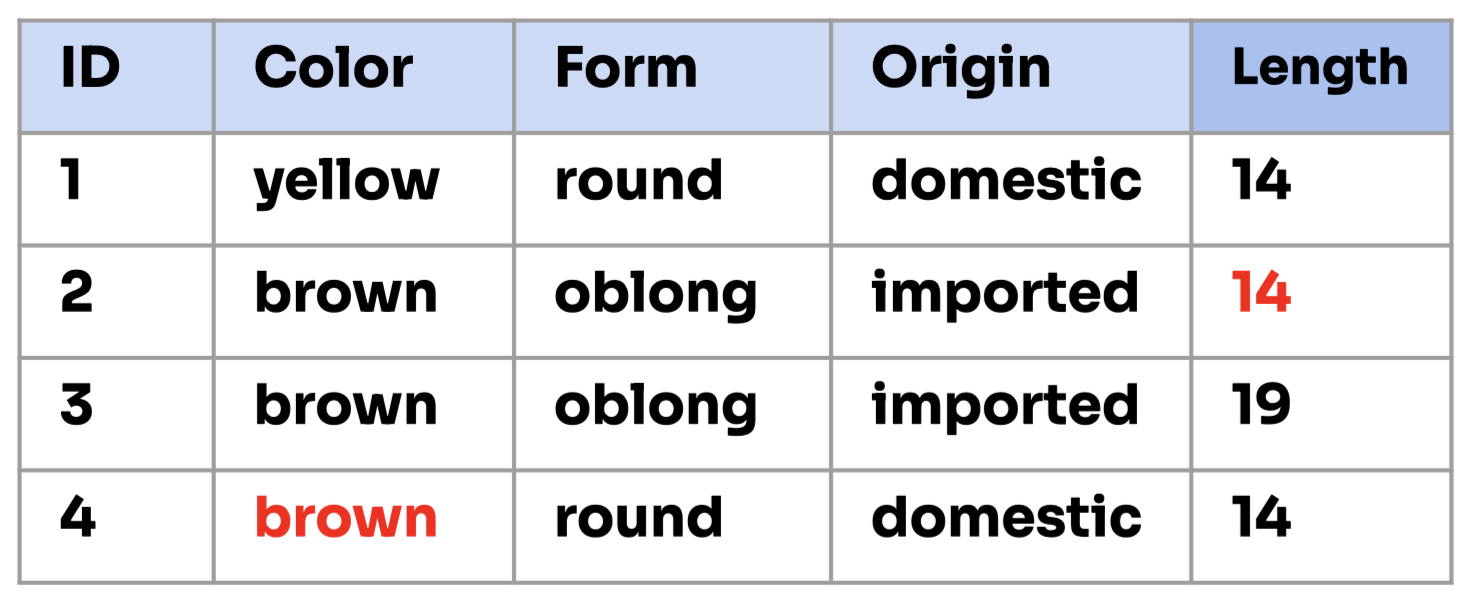 ID Color Form Origin Length
1 yellow round domestic 14
2 brown oblong imported 14
3 brown oblong imported 19
4 brown round domestic 14